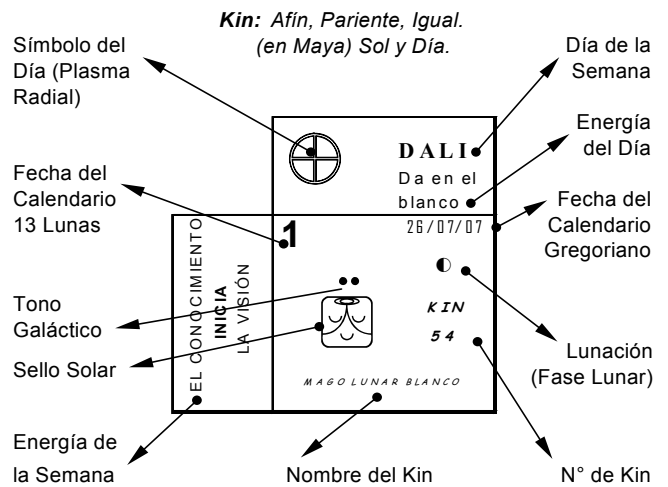 Kin: Afín, Pariente, Igual.
(en Maya) Sol y Día.
Símbolo del
Día (Plasma
Radial)
Día de la
Semana
DALI
Da en el
blanco
Energía
del Día
Fecha del
Calendario
13 Lunas
1
26/07/07
Fecha del
Calendario
Gregoriano
EL CONOCIMIENTO
INICIA
LA VISIÓN
Tono
Galáctico
Sello Solar
KIN
54
Lunación
(Fase Lunar)
MAGO LUNAR BLANCO
Energía de
la Semana
Nombre del Kin
N° de Kin